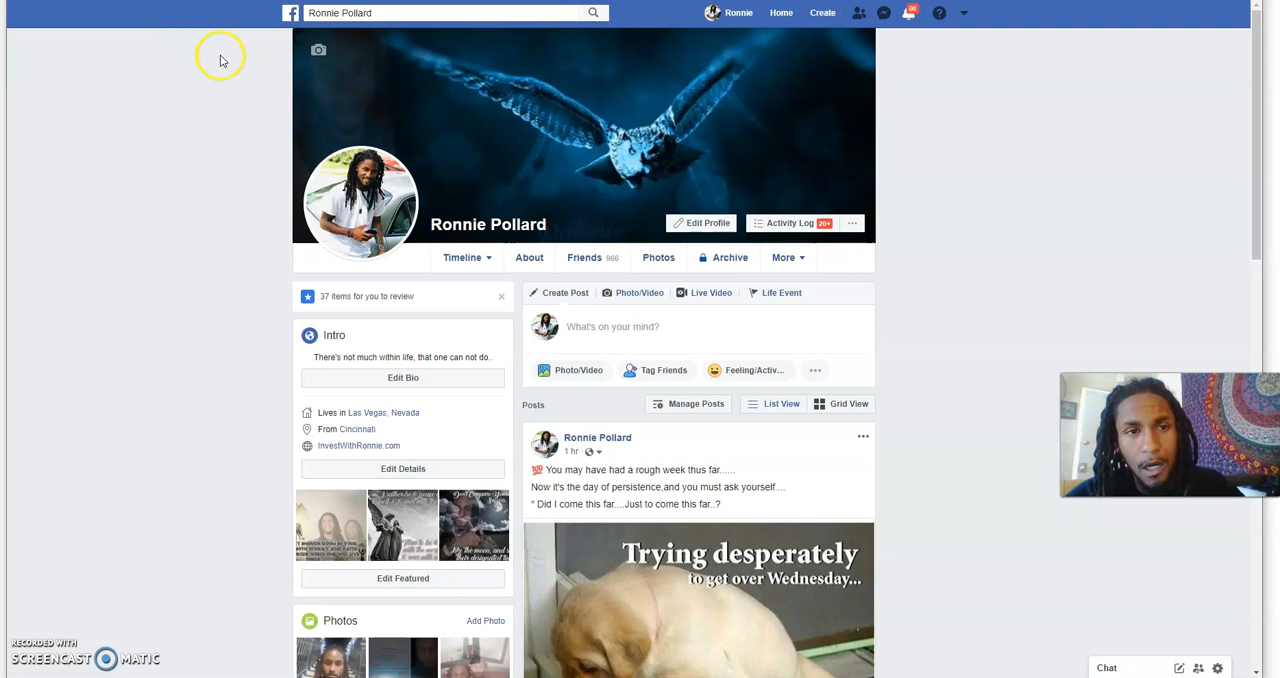 Ronnie Pollard
Ronnie
Home
Create
98
Ronnie Pollard
Edit Profile
Activity Log 20+
Timeline
About
Friends 966
Photos
Archive
More
37 items for you to review
Intro
There's not much within life, that one can not do..
Edit Bio
Lives in Las Vegas, Nevada
From Cincinnati
InvestWithRonnie.com
Edit Details
Edit Featured
Photos
Add Photo
Create Post
Photo/Video
Live Video
Life Event
What's on your mind?
Photo/Video
Tag Friends
Feeling/Activ...
Posts
Manage Posts
List View
Grid View
Ronnie Pollard
1 hr
💯 You may have had a rough week thus far......
Now it's the day of persistence,and you must ask yourself....
" Did I come this far....Just to come this far..?
Trying desperately
to get over Wednesday...
RECORDED WITH
SCREENCAST MATIC
Chat